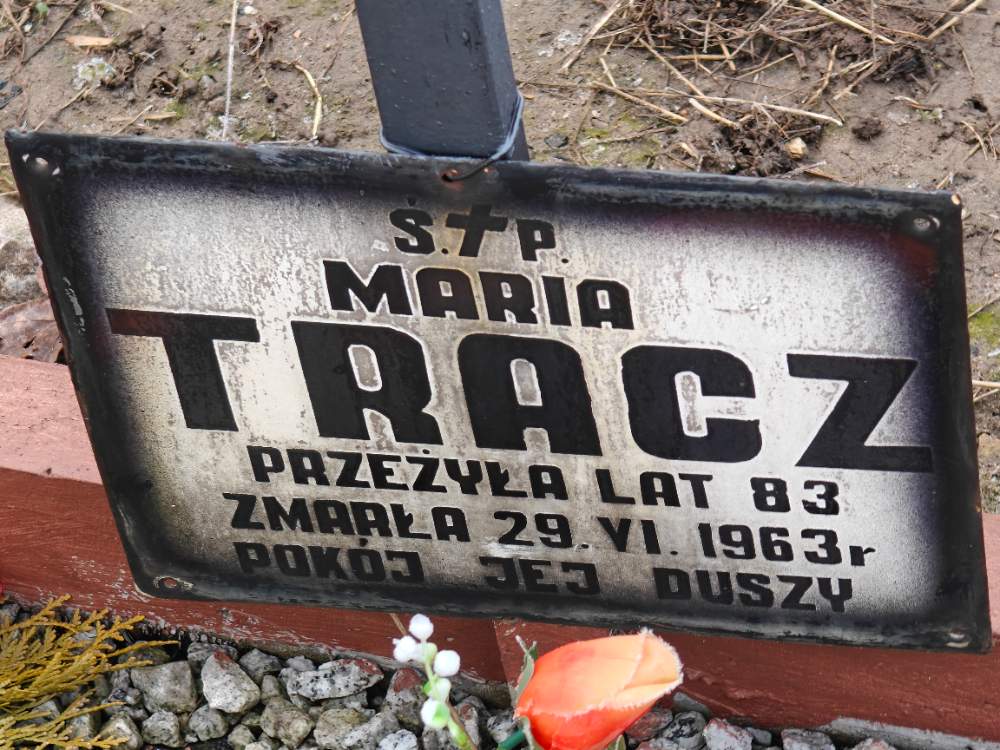 Ś.✝P.
MARIA
TRACZ
PRZEŻYŁA LAT 83
ZMARŁA 29.VI.1963r
POKÓJ JEJ DUSZY